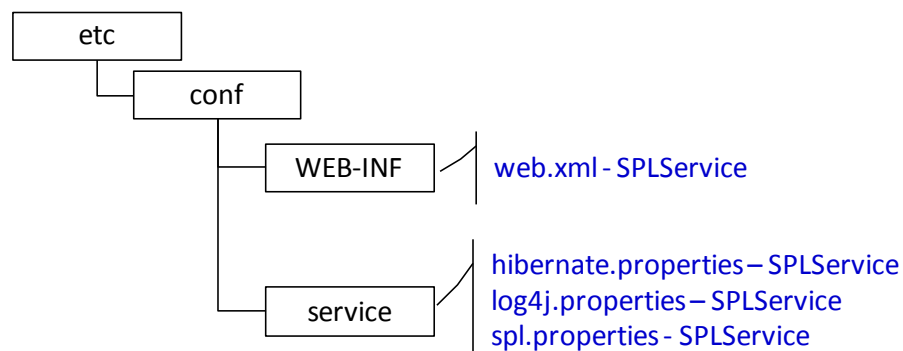 etc
conf
WEB-INF
web.xml - SPLService
hibernate.properties – SPLService
log4j.properties – SPLService
service
spl.properties - SPLService